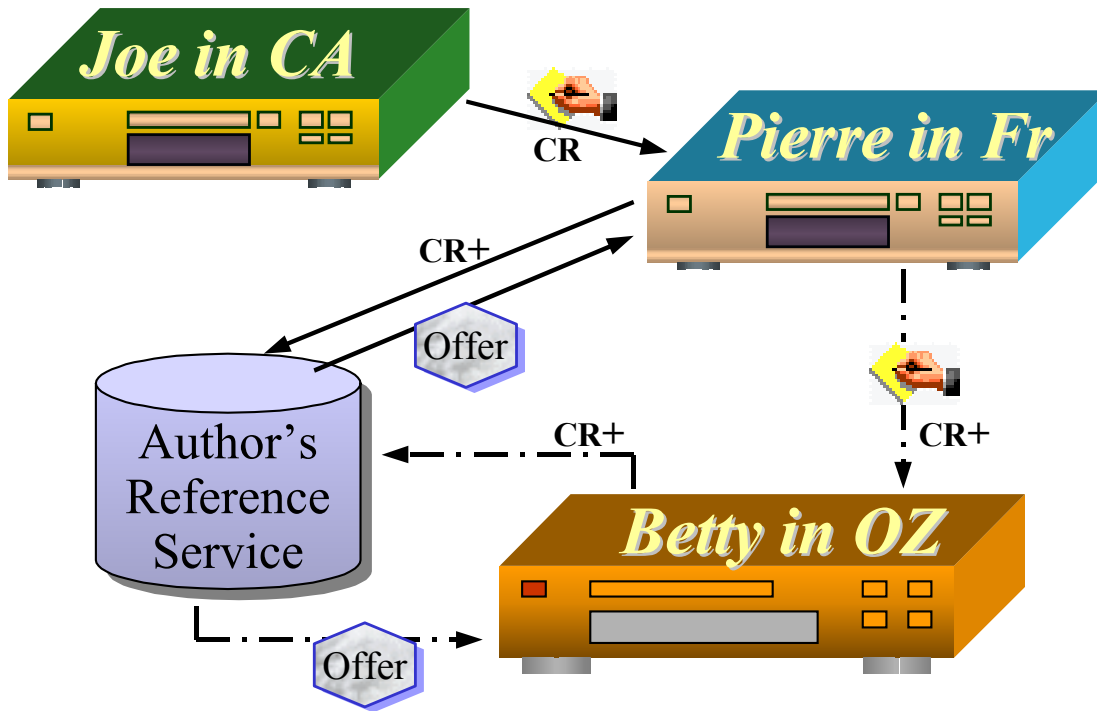 Joe in CA
CR
Pierre in Fr
CR+
Offer
CR+
CR+
Author’s
Reference
Service
Betty in OZ
Offer